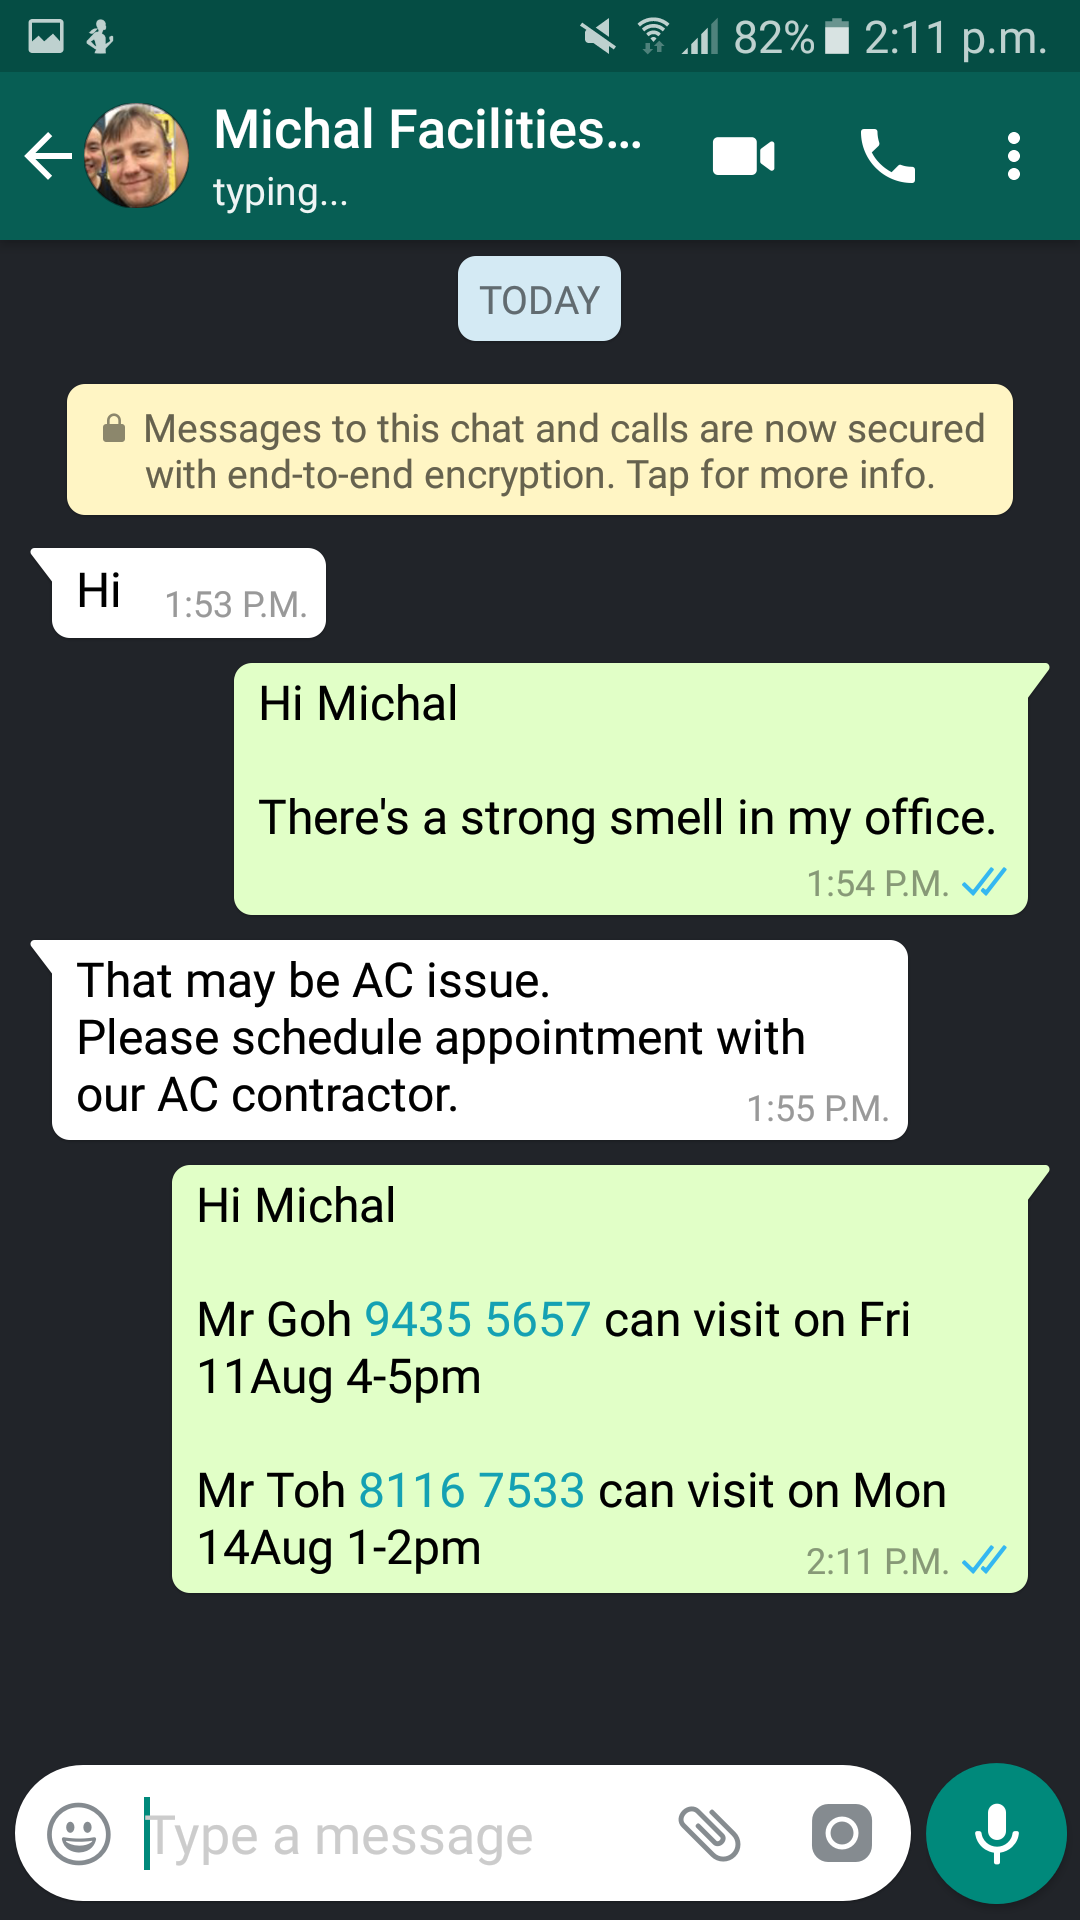 82% 2:11 p.m.
Michal Facilities...
typing...
TODAY
Messages to this chat and calls are now secured
with end-to-end encryption. Tap for more info.
Hi 1:53 P.M.
Hi Michal
There's a strong smell in my office.
1:54 P.M.
That may be AC issue.
Please schedule appointment with
our AC contractor. 1:55 P.M.
Hi Michal
Mr Goh 9435 5657 can visit on Fri
11Aug 4-5pm
Mr Toh 8116 7533 can visit on Mon
14Aug 1-2pm 2:11 P.M.
Type a message